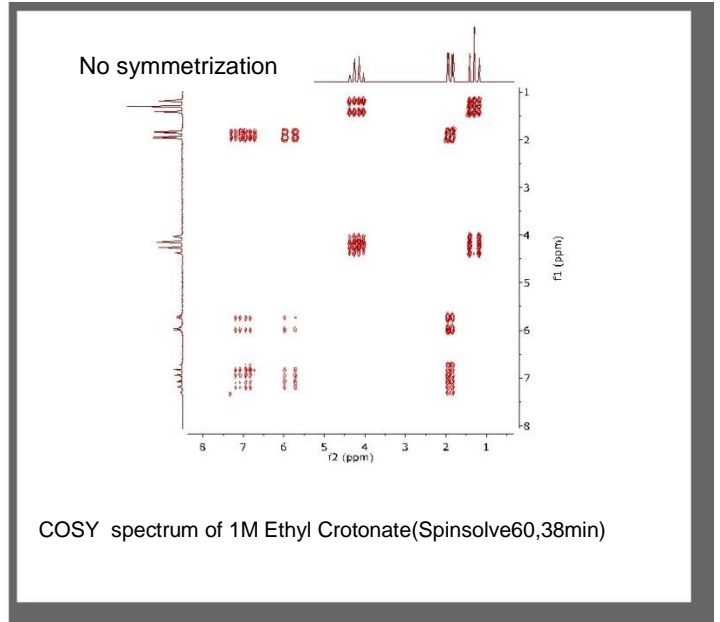 No symmetrization
1
2
3
4
5
6
7
8
f1 (ppm)
8 7 6 5 4 3 2 1
f2 (ppm)
COSY spectrum of 1M Ethyl Crotonate(Spinsolve60,38min)